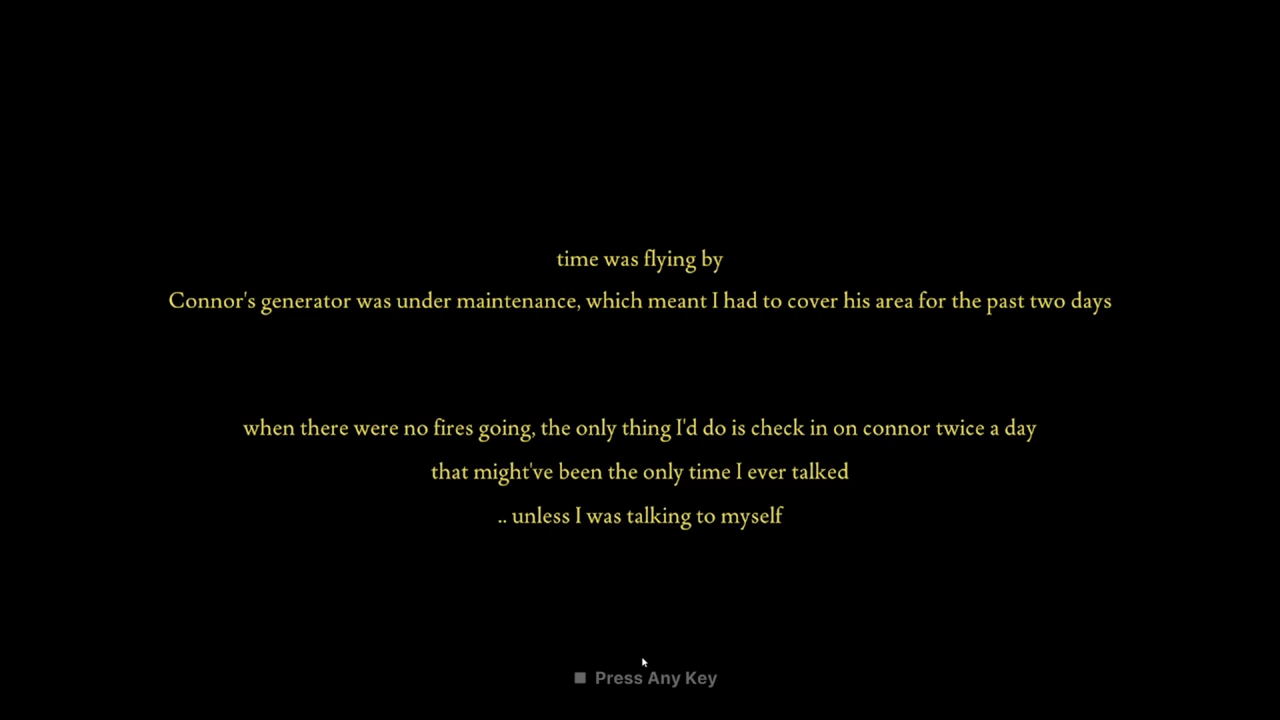 time was flying by
Connor's generator was under maintenance, which meant I had to cover his area for the past two days
when there were no fires going, the only thing I'd do is check in on connor twice a day
that might've been the only time I ever talked
.. unless I was talking to myself
Press Any Key